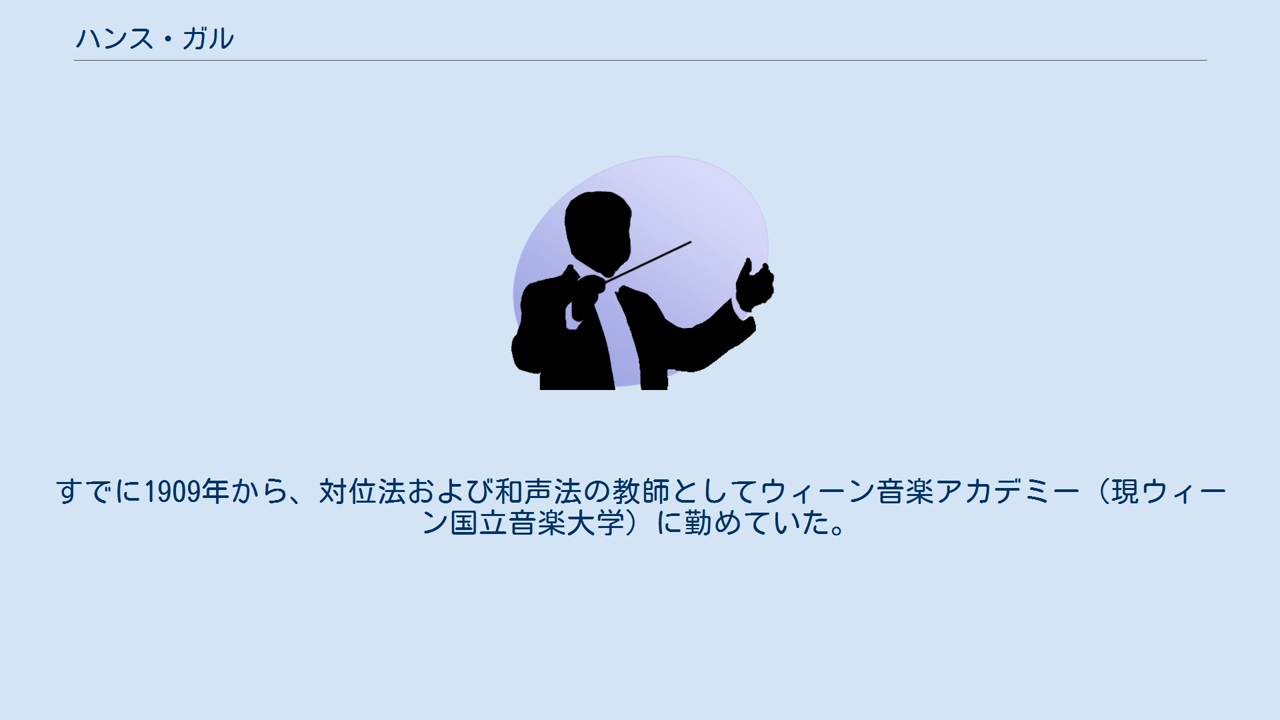 ハンス・ガル
すでに1909年から、対位法および和声法の教師としてウィーン音楽アカデミー（現ウィー
ン国立音楽大学）に勤めていた。